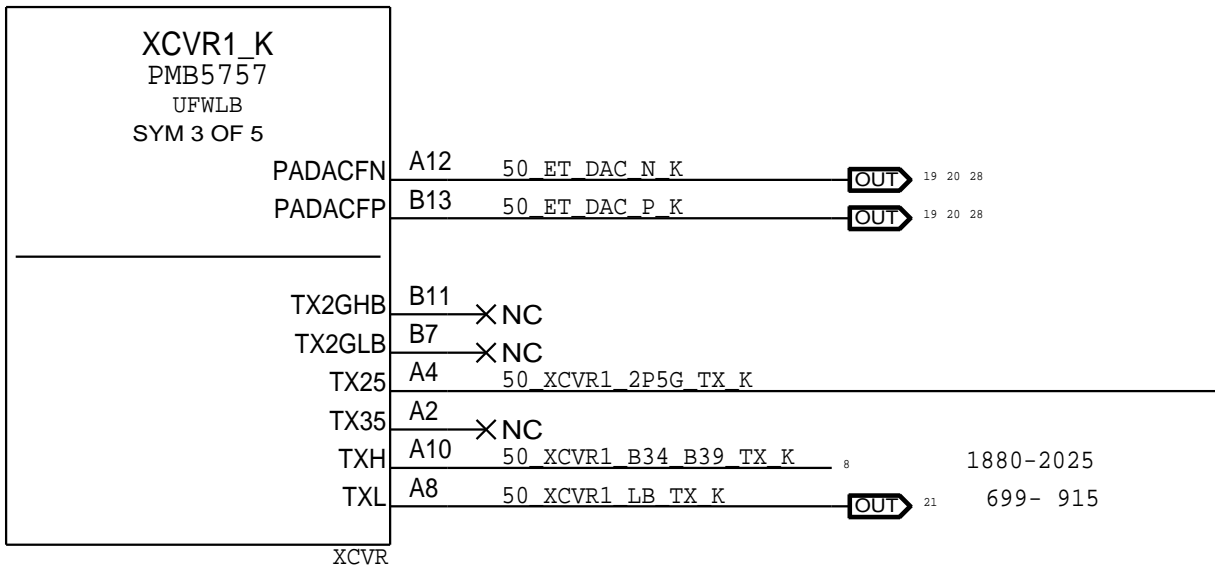 XCVR1_K
PMB5757
UFWLB
SYM 3 OF 5
PADACFN A12 50_ET_DAC_N_K OUT 19 20 28
PADACFP B13 50_ET_DAC_P_K OUT 19 20 28
TX2GHB B11 NC
TX2GLB B7 NC
TX25 A4 50_XCVR1_2P5G_TX_K
TX35 A2 NC
TXH A10 50_XCVR1_B34_B39_TX_K 8 1880-2025
TXL A8 50_XCVR1_LB_TX_K OUT 21 699- 915
XCVR